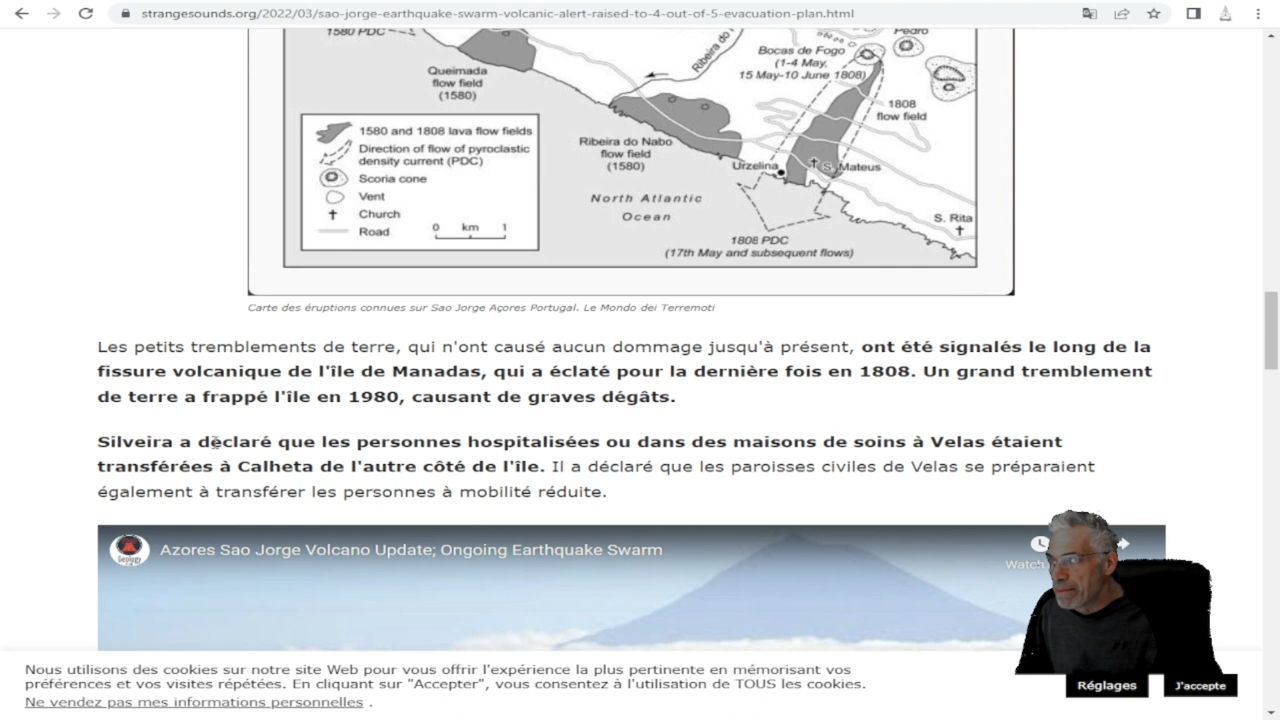 strangesounds.org/2022/03/sao-jorge-earthquake-swarm-volcanic-alert-raised-to-4-out-of-5-evacuation-plan.html
1580 PDC
Queimada
flow field
(1580)
Ribeira do
Bocas de Fogo
(1-4 May,
15 May-10 June 1808)
Pedro
1808
flow field
1580 and 1808 lava flow fields
Direction of flow of pyroclastic
density current (PDC)
Scoria cone
Vent
Church
Road
0 km 1
Ribeira do Nabo
flow field
(1580)
Urzelina
S. Mateus
North Atlantic
Ocean
S. Rita
1808 PDC
(17th May and subsequent flows)
Carte des éruptions connues sur Sao Jorge Açores Portugal. Le Mondo dei Terremoti
Les petits tremblements de terre, qui n'ont causé aucun dommage jusqu'à présent, ont été signalés le long de la
fissure volcanique de l'île de Manadas, qui a éclaté pour la dernière fois en 1808. Un grand tremblement
de terre a frappé l'île en 1980, causant de graves dégâts.
Silveira a déclaré que les personnes hospitalisées ou dans des maisons de soins à Velas étaient
transférées à Calheta de l'autre côté de l'île. Il a déclaré que les paroisses civiles de Velas se préparaient
également à transférer les personnes à mobilité réduite.
Geology
Azores Sao Jorge Volcano Update; Ongoing Earthquake Swarm
Watch
Nous utilisons des cookies sur notre site Web pour vous offrir l'expérience la plus pertinente en mémorisant vos
préférences et vos visites répétées. En cliquant sur "Accepter", vous consentez à l'utilisation de TOUS les cookies.
Ne vendez pas mes informations personnelles .
Réglages
J'accepte